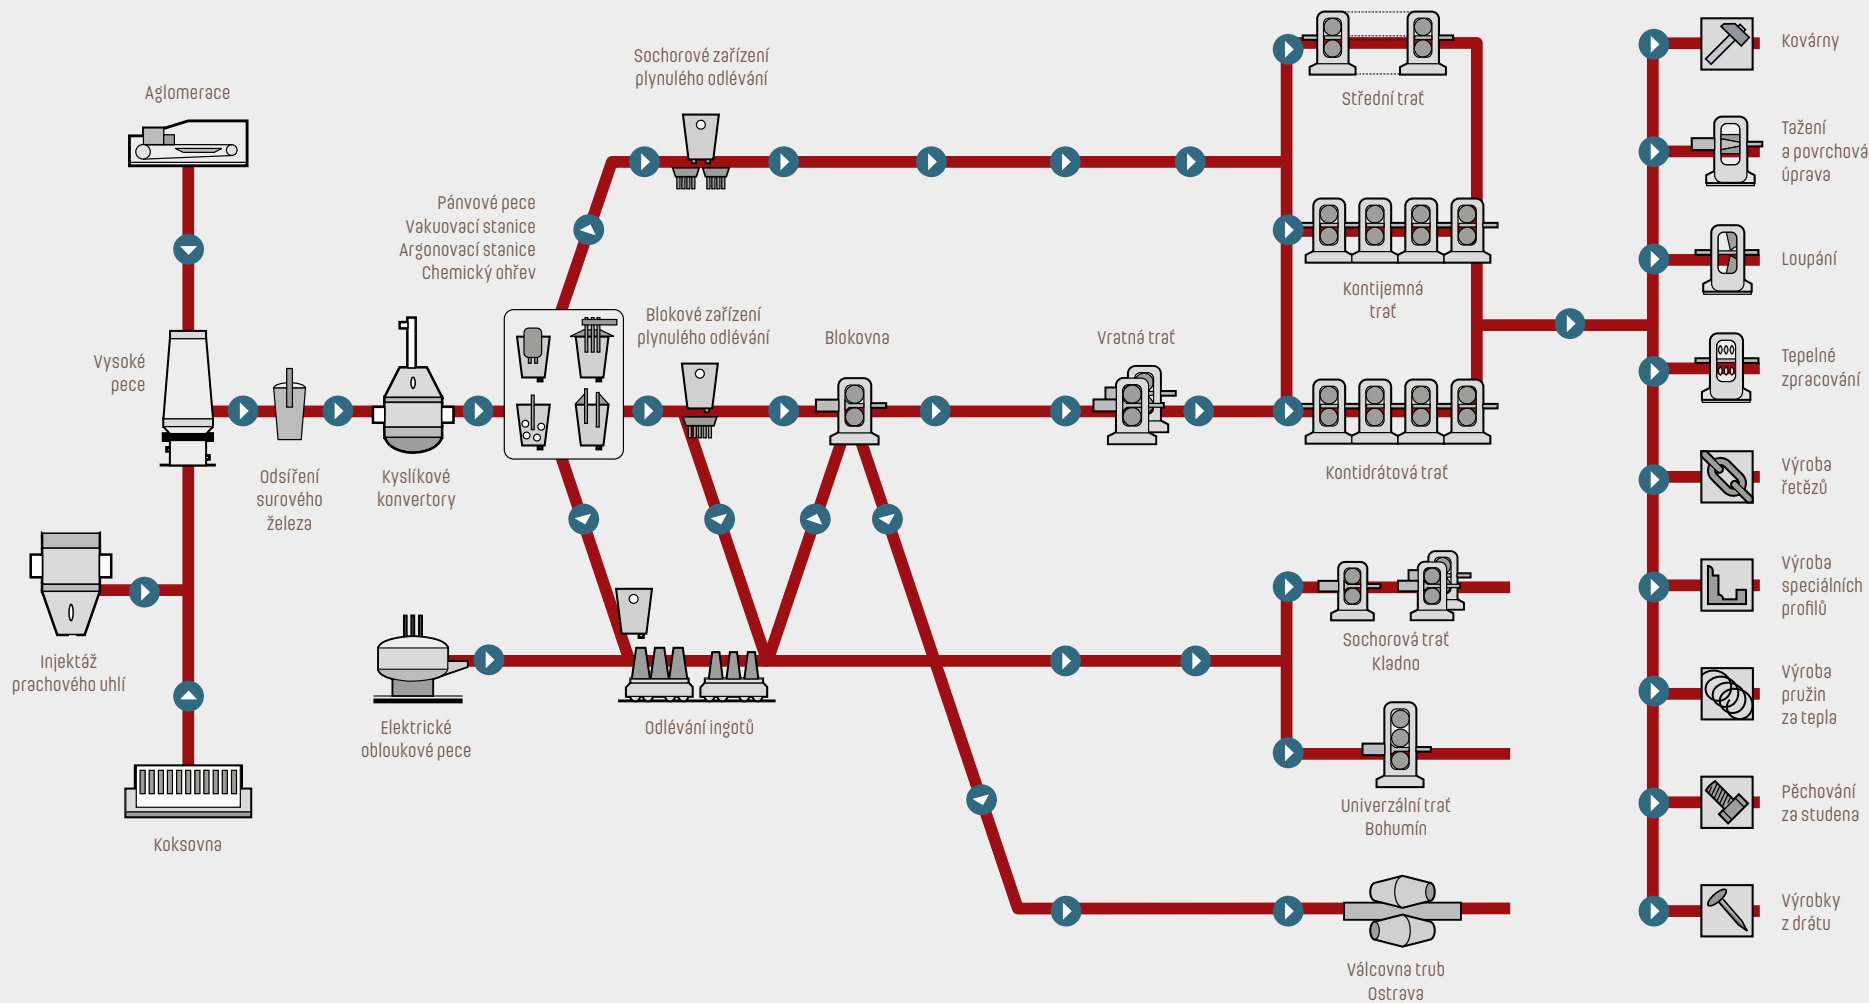 Aglomerace
Vysoké
pece
Injektáž
prachového uhlí
Koksovna
Odsíření
surového
železa
Kyslíkové
konvertory
Pánvové pece
Vakuovací stanice
Argonovací stanice
Chemický ohřev
Elektrické
obloukové pece
Sochorové zařízení
plynulého odlévání
Blokové zařízení
plynulého odlévání
Odlévání ingotů
Blokovna
Vratná trať
Střední trať
Kontijemná
trať
Kontidrátová trať
Sochorová trať
Kladno
Univerzální trať
Bohumín
Válcovna trub
Ostrava
Kovárny
Tažení
a povrchová
úprava
Loupání
Tepelné
zpracování
Výroba
řetězů
Výroba
speciálních
profilů
Výroba
pružin
za tepla
Pěchování
za studena
Výrobky
z drátu